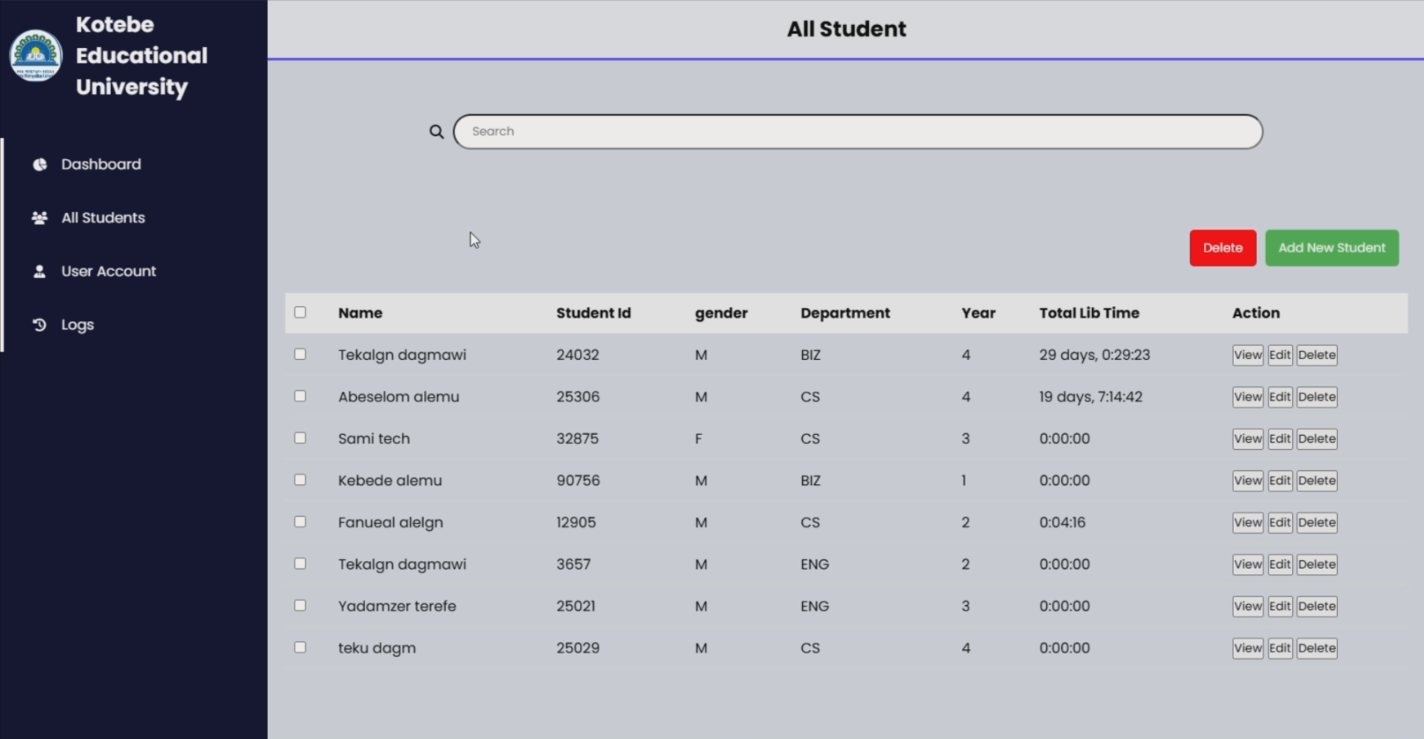 Kotebe
Educational
University
Dashboard
All Students
User Account
Logs
All Student
Search
Delete Add New Student
Name Student Id gender Department Year Total Lib Time Action
Tekalgn dagmawi 24032 M BIZ 4 29 days, 0:29:23 View Edit Delete
Abeselom alemu 25306 M CS 4 19 days, 7:14:42 View Edit Delete
Sami tech 32875 F CS 3 0:00:00 View Edit Delete
Kebede alemu 90756 M BIZ 1 0:00:00 View Edit Delete
Fanueal alelgn 12905 M CS 2 0:04:16 View Edit Delete
Tekalgn dagmawi 3657 M ENG 2 0:00:00 View Edit Delete
Yadamzer terefe 25021 M ENG 3 0:00:00 View Edit Delete
teku dagm 25029 M CS 4 0:00:00 View Edit Delete